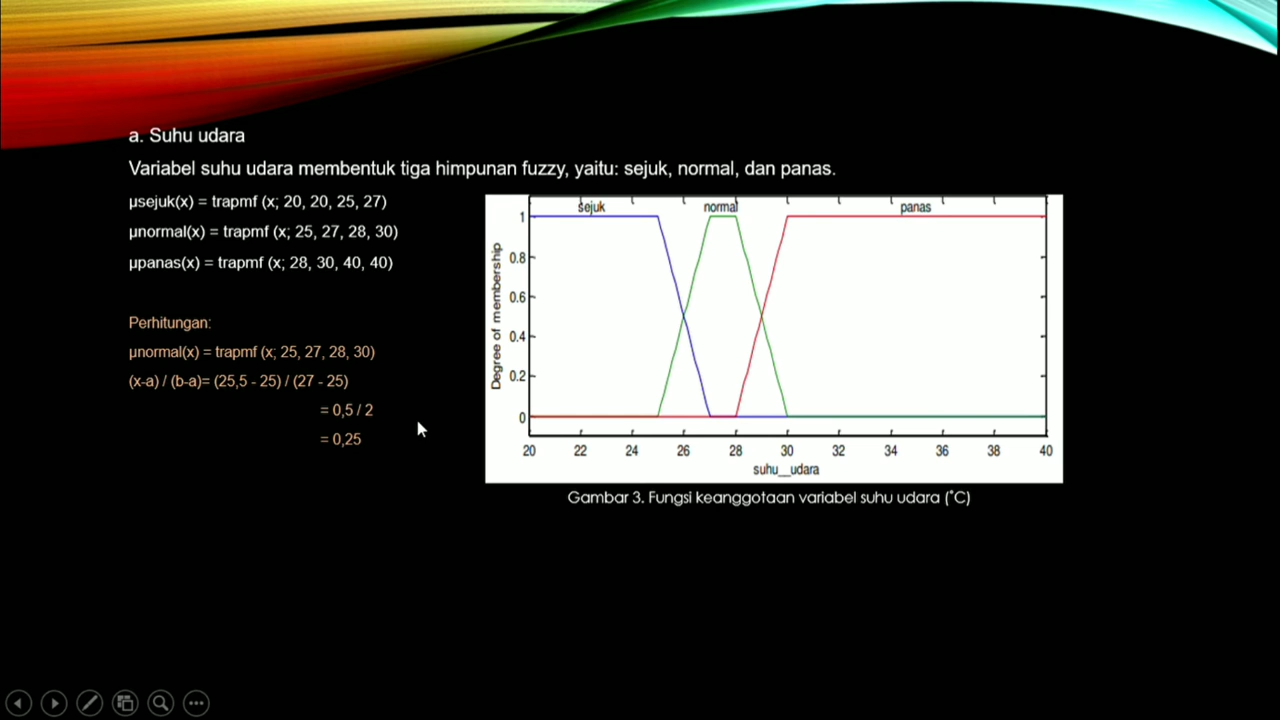 a. Suhu udara
Variabel suhu udara membentuk tiga himpunan fuzzy, yaitu: sejuk, normal, dan panas.
µsejuk(x) = trapmf (x; 20, 20, 25, 27)
µnormal(x) = trapmf (x; 25, 27, 28, 30)
µpanas(x) = trapmf (x; 28, 30, 40, 40)
Perhitungan:
µnormal(x) = trapmf (x; 25, 27, 28, 30)
(x-a) / (b-a)= (25,5 - 25) / (27 - 25)
= 0,5 / 2
= 0,25
sejuk normal panas
Degree of membership
1
0.8
0.6
0.4
0.2
0
20 22 24 26 28 30 32 34 36 38 40
suhu__udara
Gambar 3. Fungsi keanggotaan variabel suhu udara (˚C)